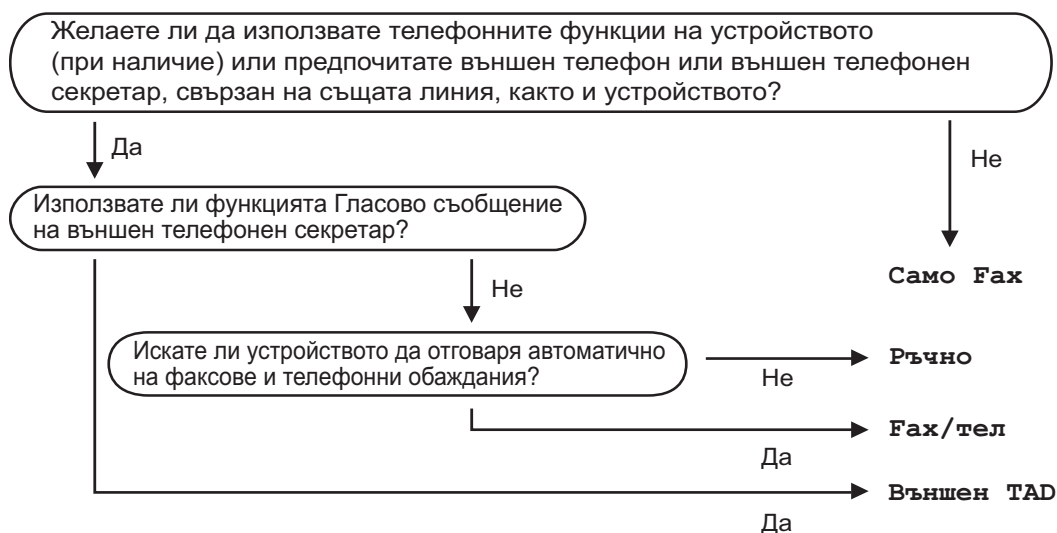 Желаете ли да използвате телефонните функции на устройството
(при наличие) или предпочитате външен телефон или външен телефонен
секретар, свързан на същата линия, както и устройството?
Да
Не
Използвате ли функцията Гласово съобщение
на външен телефонен секретар?
Само Fax
Не
Искате ли устройството да отговаря автоматично
на факсове и телефонни обаждания?
Ръчно
Не
Fax/тел
Да
Външен TAD
Да